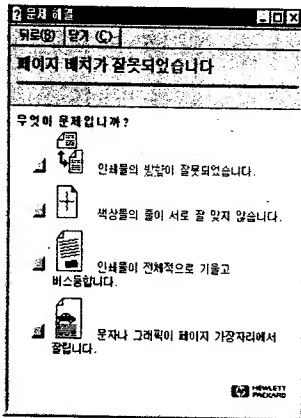 문제 해결
뒤로(B) 닫기 (C)
페이지 배치가 잘못되었습니다
무엇이 문제입니까?
인쇄물의 방향이 잘못되었습니다.
색상들의 줄이 서로 잘 맞지 않습니다.
인쇄물이 전체적으로 기울고
비스듬합니다.
문자나 그래픽이 페이지 가장자리에서
잘립니다.
HEWLETT
PACKARD